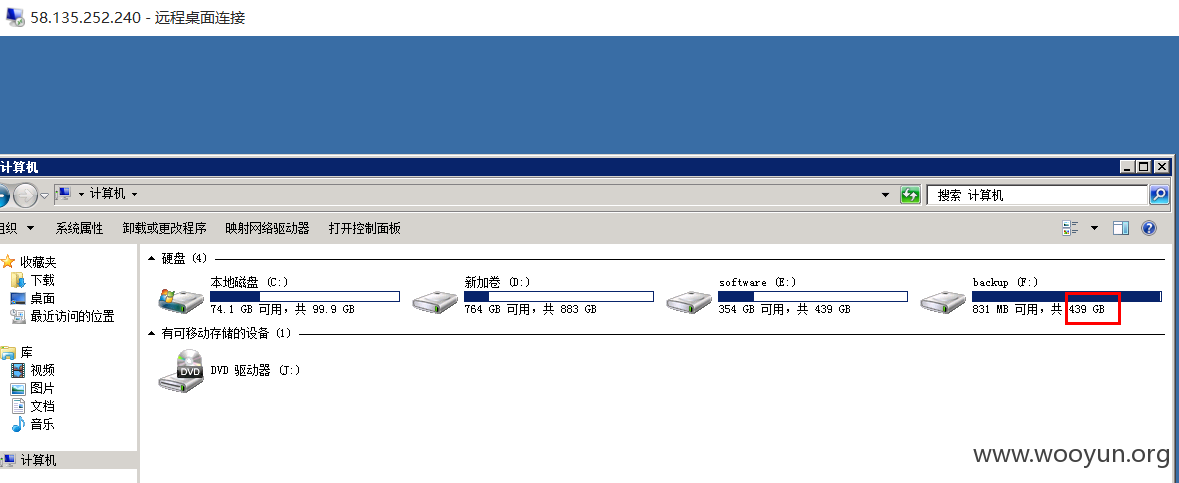 58.135.252.240 - 远程桌面连接
计算机
计算机
搜索 计算机
组织 系统属性 卸载或更改程序 映射网络驱动器 打开控制面板
收藏夹
下载
桌面
最近访问的位置
库
视频
图片
文档
音乐
计算机
硬盘 (4)
本地磁盘 (C:)
74.1 GB 可用，共 99.9 GB
新加卷 (D:)
764 GB 可用，共 883 GB
software (E:)
354 GB 可用，共 439 GB
backup (F:)
831 MB 可用，共 439 GB
有可移动存储的设备 (1)
DVD
DVD 驱动器 (J:)
www.wooyun.org